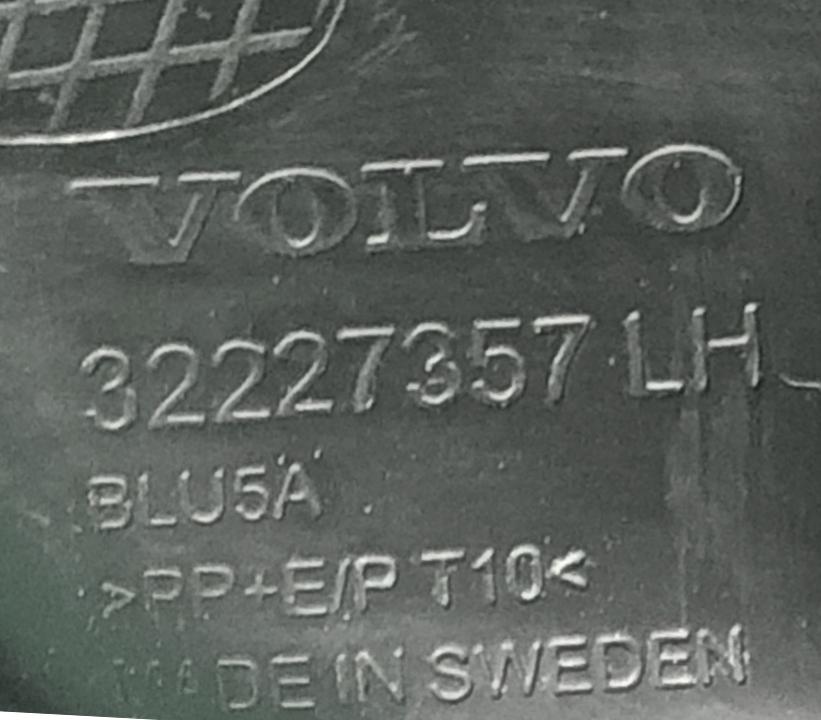 VOLVO
32227357 LH
BLU5A
>PP+E/P T10<
MADE IN SWEDEN